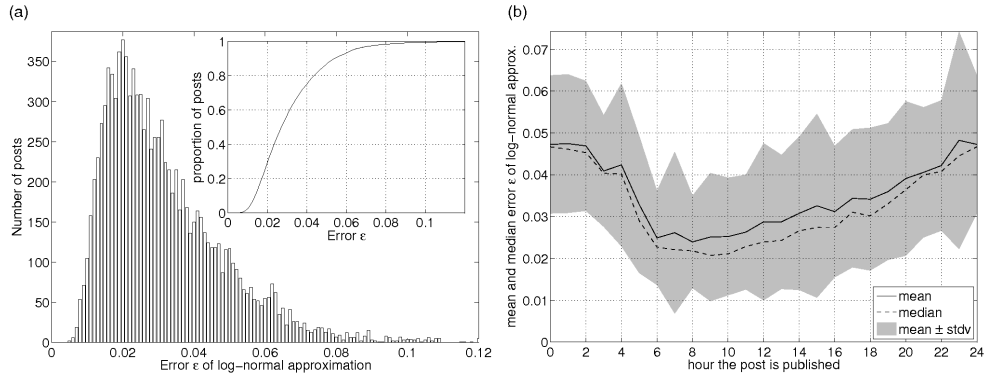 (a)
Number of posts
350
300
250
200
150
100
50
0
0 0.02 0.04 0.06 0.08 0.1 0.12
Error ε of log-normal approximation
proportion of posts
1
0.8
0.6
0.4
0.2
0
0 0.02 0.04 0.06 0.08 0.1
Error ε
(b)
mean and median error ε of log-normal approx.
0.07
0.06
0.05
0.04
0.03
0.02
0.01
0
0 2 4 6 8 10 12 14 16 18 20 22 24
hour the post is published
mean
median
mean ± stdv